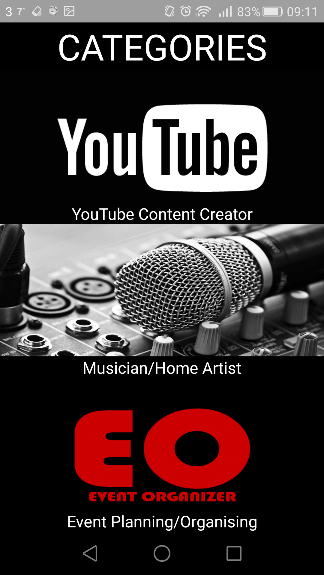 3 7° 83% 09:11
CATEGORIES
YouTube
YouTube Content Creator
Musician/Home Artist
EO
EVENT ORGANIZER
Event Planning/Organising